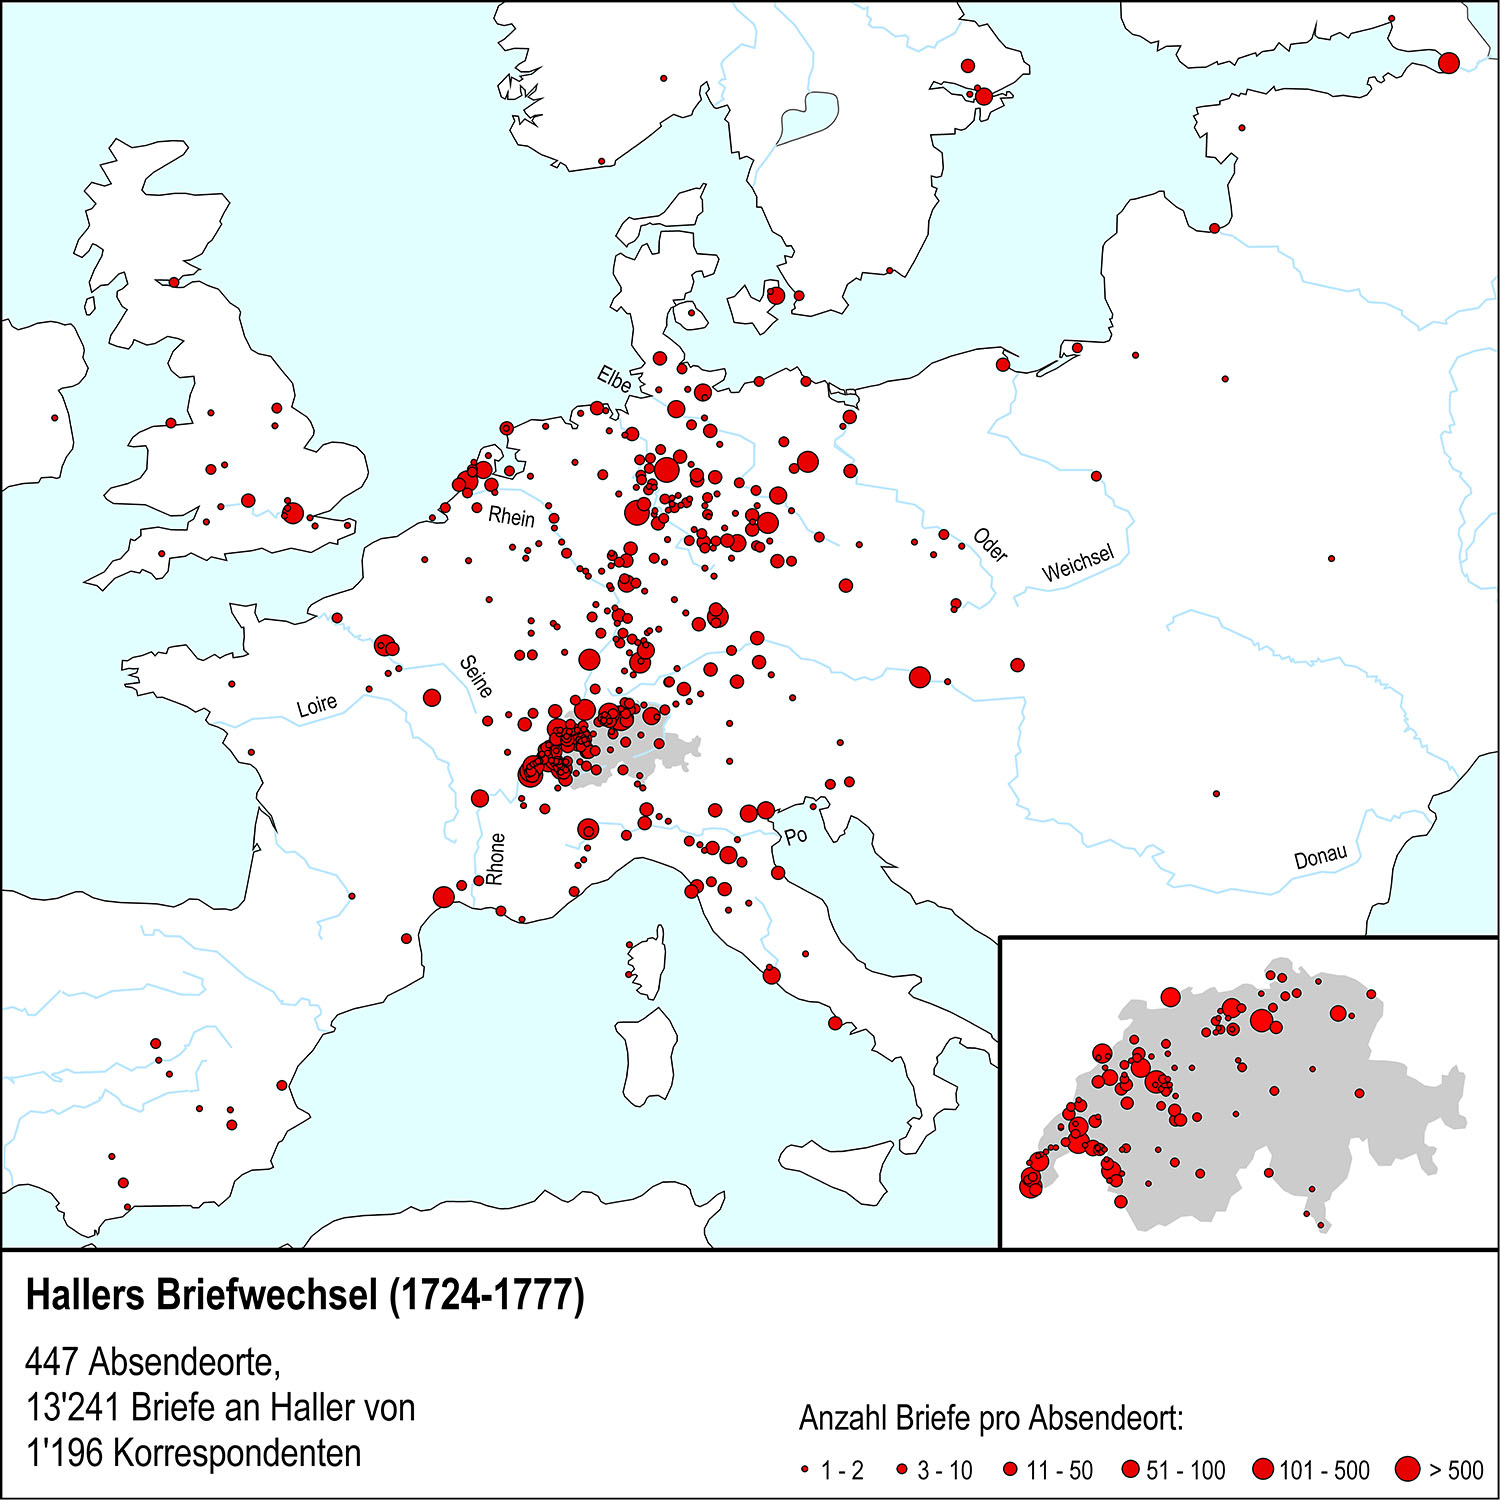 Elbe
Rhein
Oder
Weichsel
Seine
Loire
Rhone
Po
Donau
Hallers Briefwechsel (1724-1777)
447 Absendeorte,
13'241 Briefe an Haller von
1'196 Korrespondenten
Anzahl Briefe pro Absendeort:
1 - 2 3 - 10 11 - 50 51 - 100 101 - 500 > 500